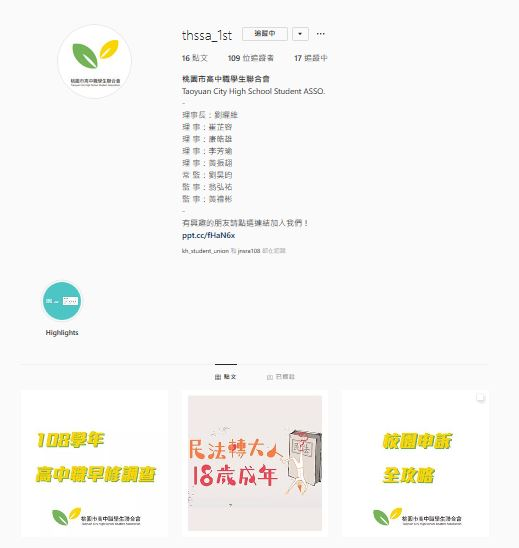 thssa_1st 追蹤中
16 貼文 109 位追蹤者 17 追蹤中
桃園市高中職學生聯合會
Taoyuan City High School Student ASSO.
-
理事長：劉耀維
理 事：崔芷容
理 事：康皓雄
理 事：李芳瑜
理 事：黃振翃
常 監：劉昊昀
監 事：翁弘祐
監 事：黃禮彬
-
有興趣的朋友請點這連結加入我們！
ppt.cc/fHaN6x
kh_student_union 和 jnsra108 都在追蹤
Highlights
貼文 已標註
108學年
高中職早修調查
桃園市高中職學生聯合會
民法轉大人
18歲成年
校園申訴
全攻略
桃園市高中職學生聯合會